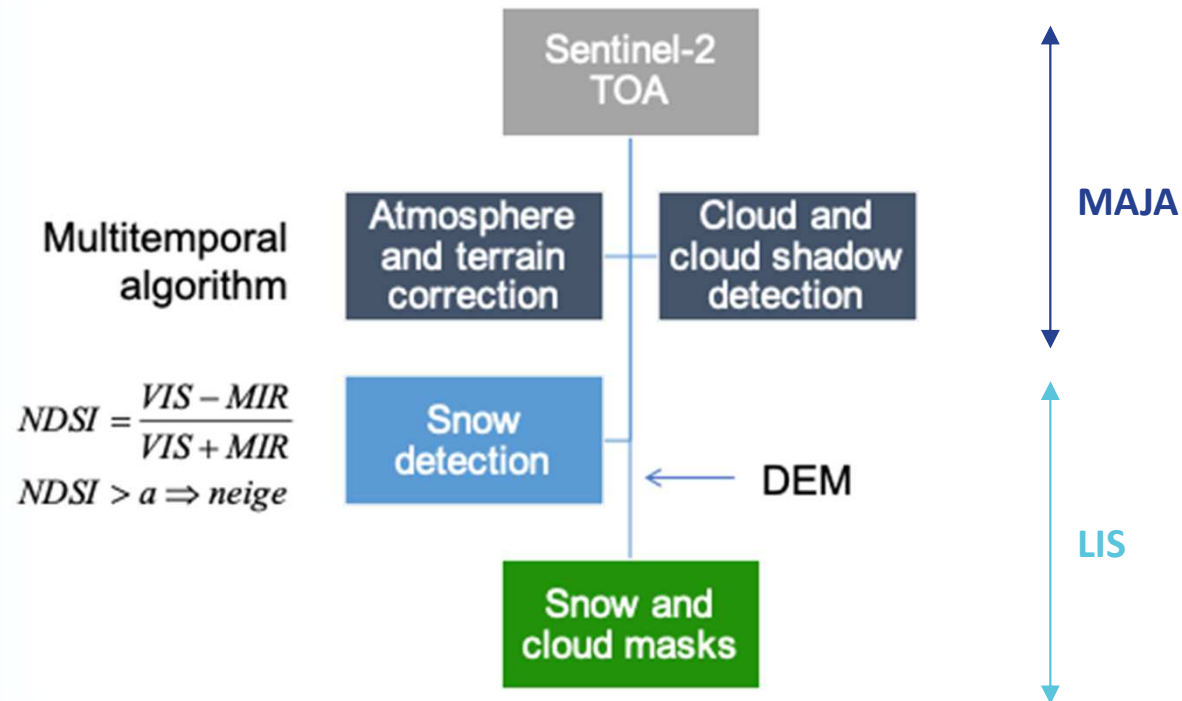 Sentinel-2
TOA
MAJA
Multitemporal
algorithm
Atmosphere
and terrain
correction
Cloud and
cloud shadow
detection
NDSI = (VIS − MIR) / (VIS + MIR)
NDSI > a ⇒ neige
Snow
detection
DEM
LIS
Snow and
cloud masks